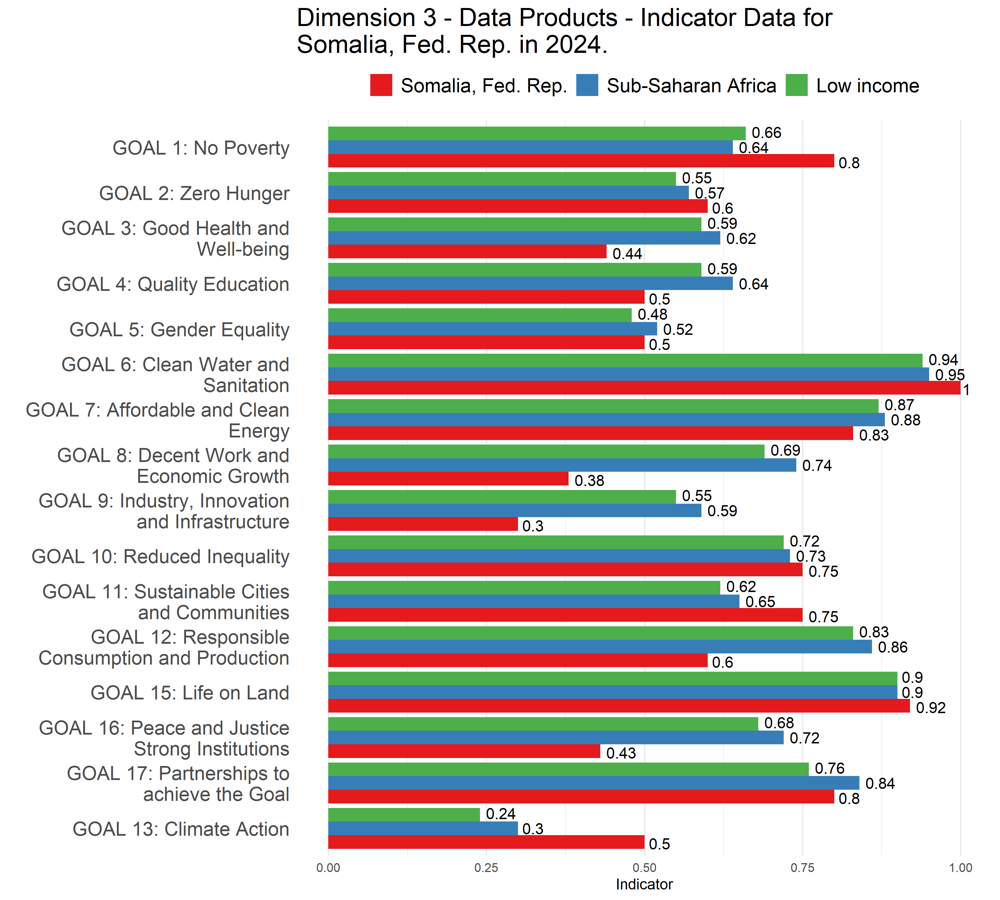 Dimension 3 - Data Products - Indicator Data for
Somalia, Fed. Rep. in 2024.
Somalia, Fed. Rep. Sub-Saharan Africa Low income
GOAL 1: No Poverty
0.66
0.64
0.8
GOAL 2: Zero Hunger
0.55
0.57
0.6
GOAL 3: Good Health and
Well-being
0.59
0.62
0.44
GOAL 4: Quality Education
0.59
0.64
0.5
GOAL 5: Gender Equality
0.48
0.52
0.5
GOAL 6: Clean Water and
Sanitation
0.94
0.95
1
GOAL 7: Affordable and Clean
Energy
0.87
0.88
0.83
GOAL 8: Decent Work and
Economic Growth
0.69
0.74
0.38
GOAL 9: Industry, Innovation
and Infrastructure
0.55
0.59
0.3
GOAL 10: Reduced Inequality
0.72
0.73
0.75
GOAL 11: Sustainable Cities
and Communities
0.62
0.65
0.75
GOAL 12: Responsible
Consumption and Production
0.83
0.86
0.6
GOAL 15: Life on Land
0.9
0.9
0.92
GOAL 16: Peace and Justice
Strong Institutions
0.68
0.72
0.43
GOAL 17: Partnerships to
achieve the Goal
0.76
0.84
0.8
GOAL 13: Climate Action
0.24
0.3
0.5
0.00 0.25 0.50 0.75 1.00
Indicator